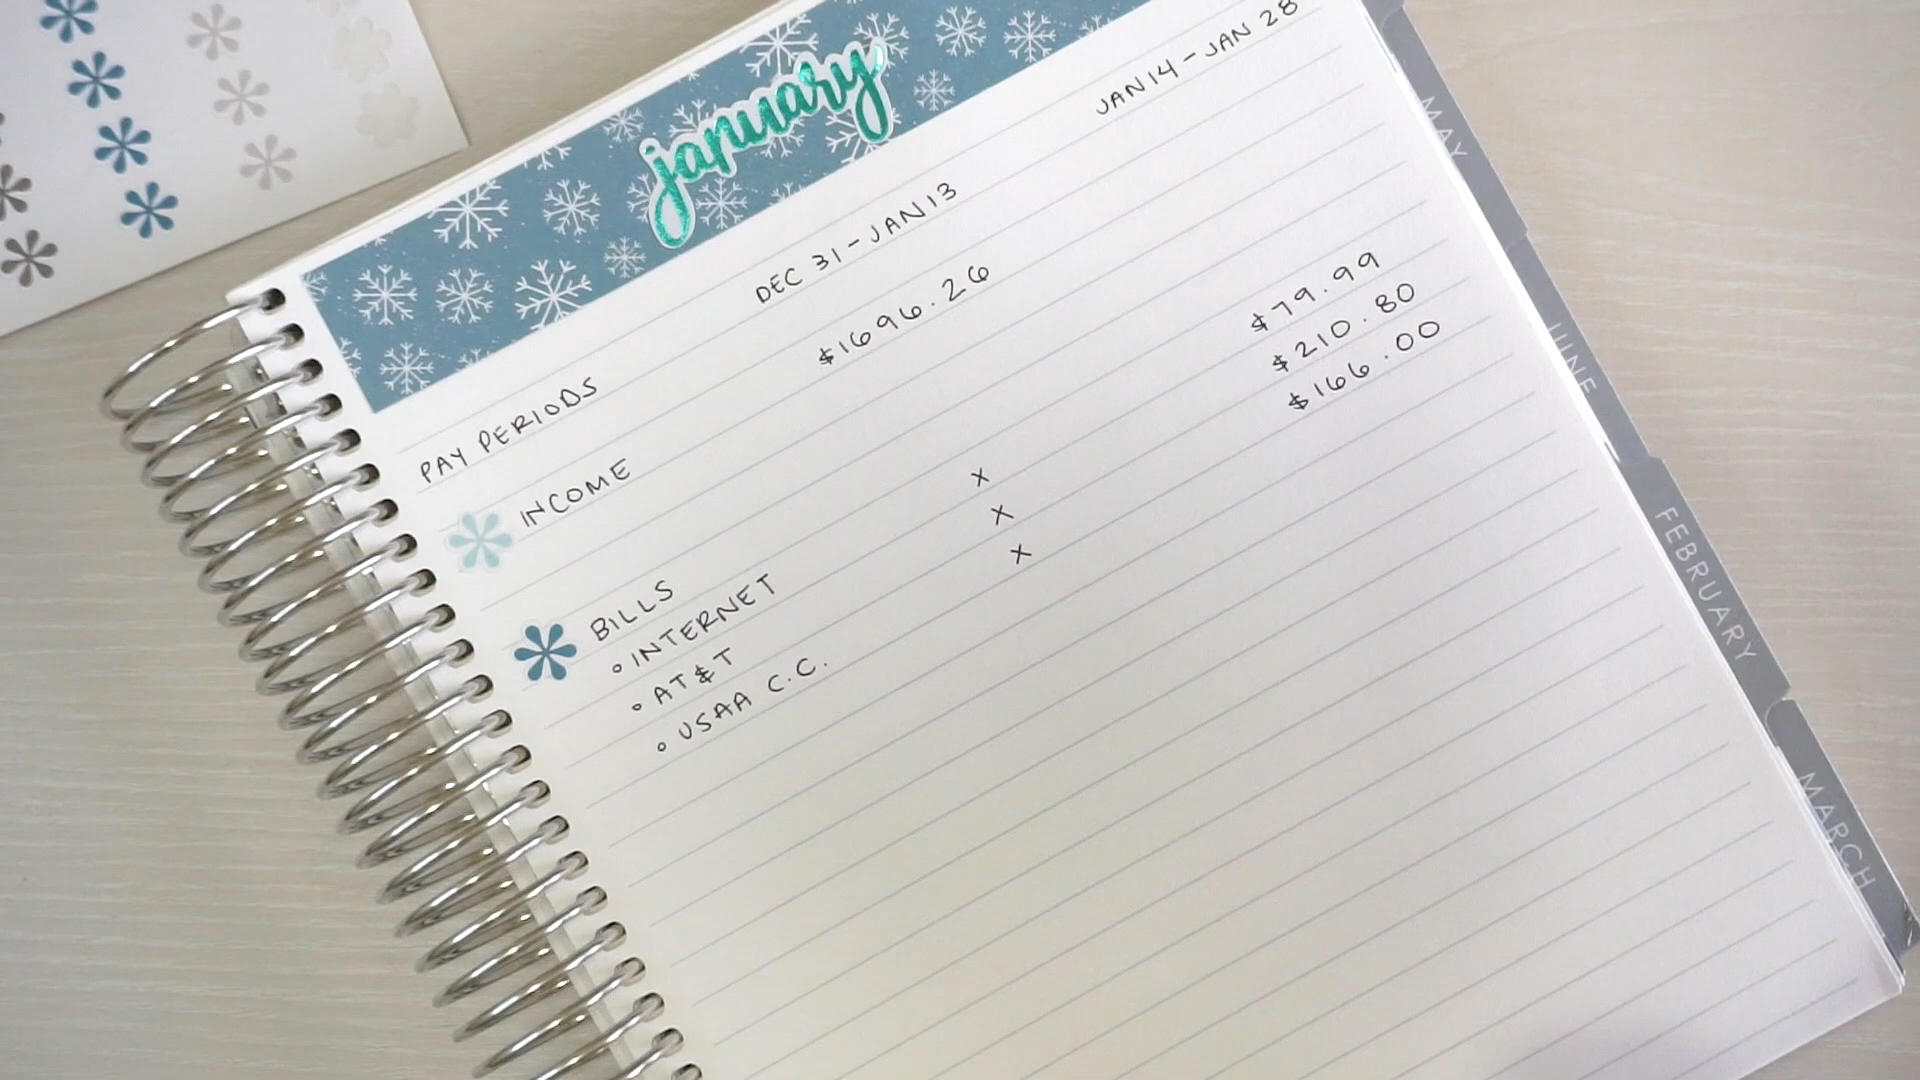 january
PAY PERIODS DEC 31 - JAN 13 JAN 14 - JAN 28
INCOME $1696.26
BILLS
• INTERNET X $79.99
• AT&T X $210.80
• USAA C.C. X $166.00
MAY
JUNE
FEBRUARY
MARCH